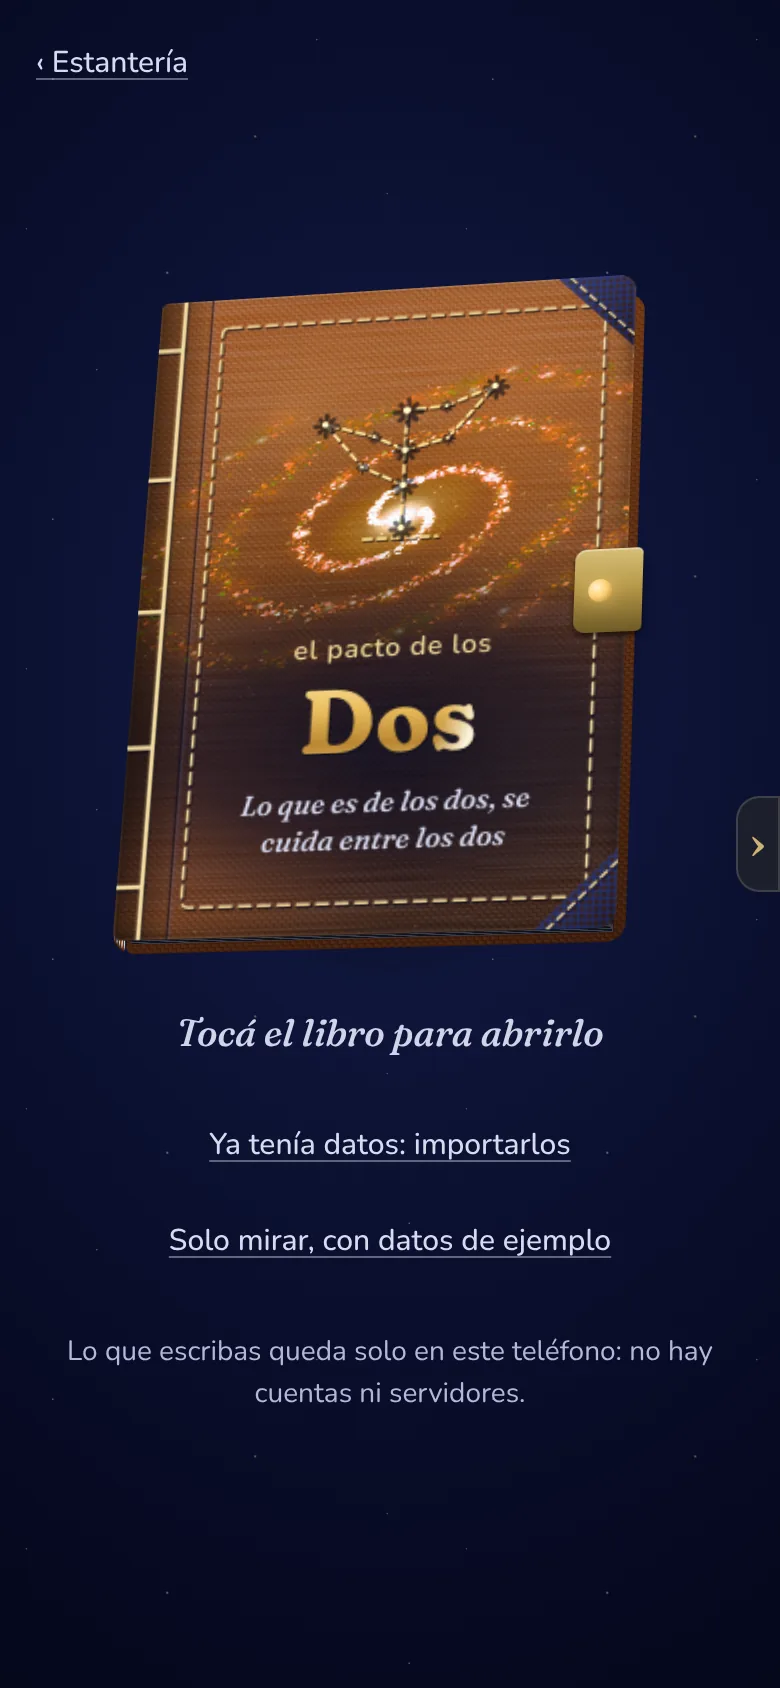 ‹ Estantería
el pacto de los
Dos
Lo que es de los dos, se
cuida entre los dos
Tocá el libro para abrirlo
Ya tenía datos: importarlos
Solo mirar, con datos de ejemplo
Lo que escribas queda solo en este teléfono: no hay
cuentas ni servidores.